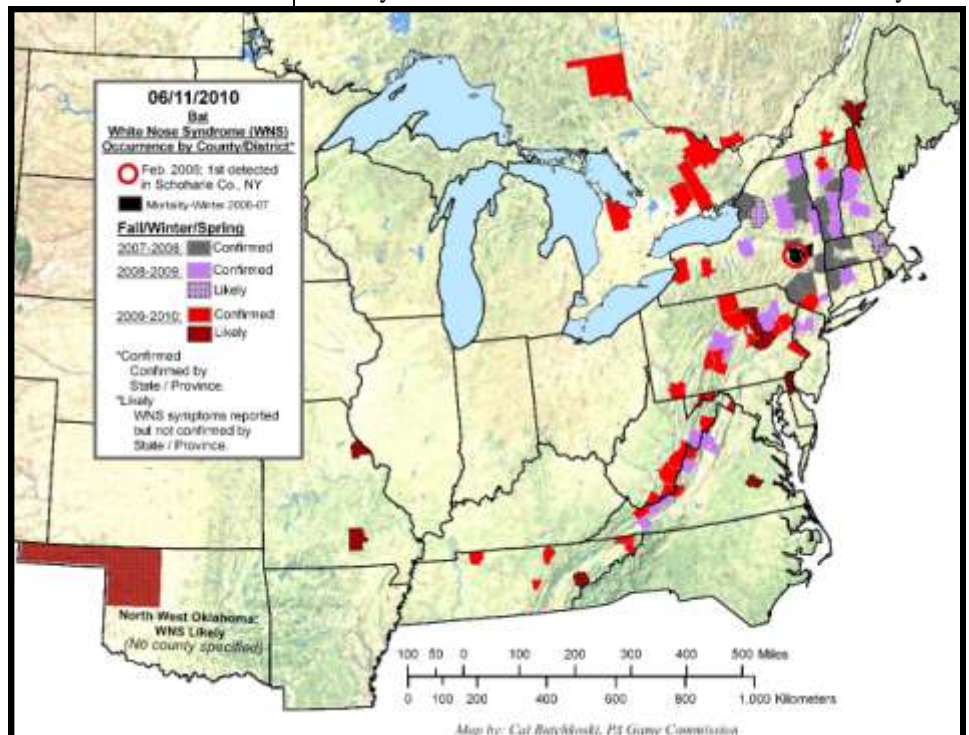 06/11/2010
Bat
White Nose Syndrome (WNS)
Occurrence by County/District*
Feb. 2006: 1st detected
in Schoharie Co., NY
Mortality-Winter 2006-07
Fall/Winter/Spring
2007-2008: Confirmed
2008-2009: Confirmed
Likely
2009-2010: Confirmed
Likely
*Confirmed
Confirmed by
State / Province.
*Likely
WNS symptoms reported
but not confirmed by
State / Province.
North West Oklahoma:
WNS Likely
(No county specified)
100 50 0 100 200 300 400 500 Miles
0 100 200 400 600 800 1,000 Kilometers
Map by: Cal Butchkoski, PA Game Commission